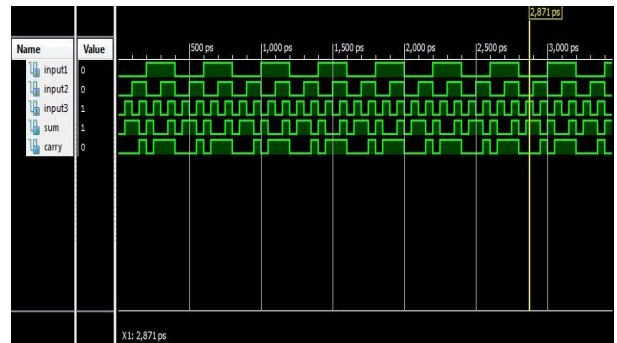 2,871 ps
Name Value
500 ps 1,000 ps 1,500 ps 2,000 ps 2,500 ps 3,000 ps
input1 0
input2 0
input3 1
sum 1
carry 0
X1: 2,871 ps